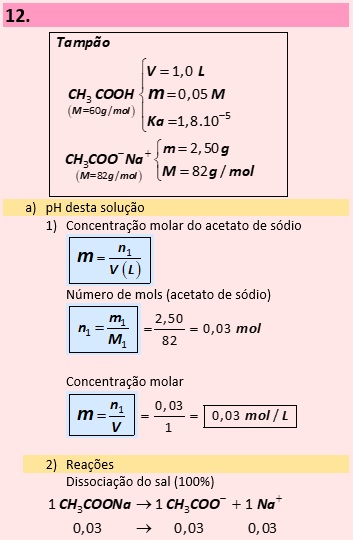 12.
Tampão
CH₃ COOH { V = 1,0 L
m = 0,05 M
Ka = 1,8.10⁻⁵
(M=60g/mol)
CH₃COO⁻Na⁺ { m = 2,50 g
M = 82g / mol
(M=82g/mol)
a) pH desta solução
1) Concentração molar do acetato de sódio
m = n₁ / V (L)
Número de mols (acetato de sódio)
n₁ = m₁ / M₁ = 2,50 / 82 = 0,03 mol
Concentração molar
m = n₁ / V = 0,03 / 1 = 0,03 mol / L
2) Reações
Dissociação do sal (100%)
1 CH₃COONa → 1 CH₃COO⁻ + 1 Na⁺
0,03 → 0,03 0,03